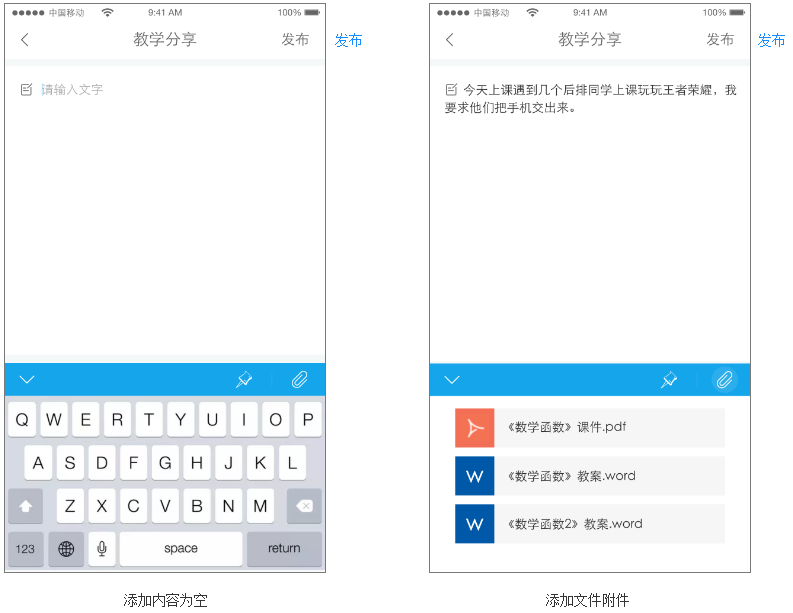 中国移动 9:41 AM 100%
教学分享 发布 发布
请输入文字
Q W E R T Y U I O P
A S D F G H J K L
Z X C V B N M
123 space return
添加内容为空
中国移动 9:41 AM 100%
教学分享 发布 发布
今天上课遇到几个后排同学上课玩玩王者荣耀，我
要求他们把手机交出来。
《数学函数》课件.pdf
W 《数学函数》教案.word
W 《数学函数2》教案.word
添加文件附件